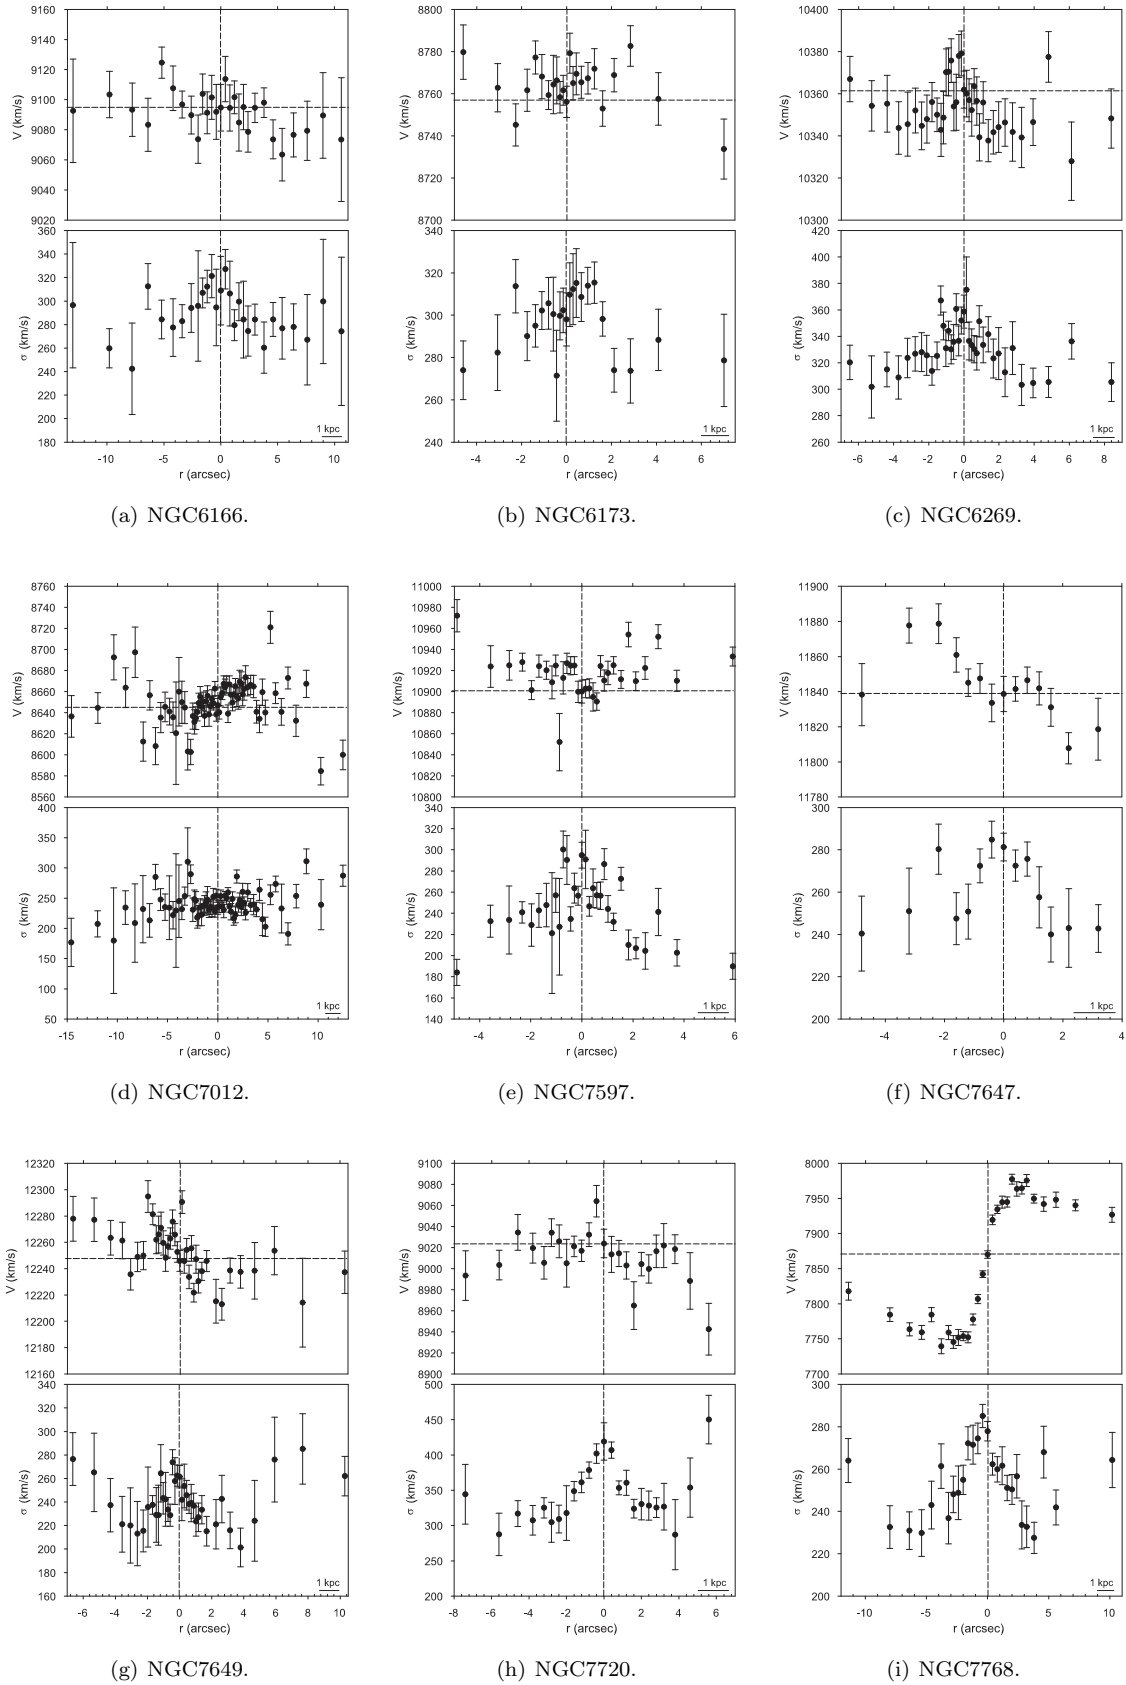 9160
9140
9120
9100
9080
9060
9040
9020
V (km/s)
360
340
320
300
280
260
240
220
200
180
σ (km/s)
1 kpc
-10 -5 0 5 10
r (arcsec)
(a) NGC6166.
8800
8780
8760
8740
8720
8700
V (km/s)
340
320
300
280
260
240
σ (km/s)
1 kpc
-4 -2 0 2 4 6
r (arcsec)
(b) NGC6173.
10400
10380
10360
10340
10320
10300
V (km/s)
420
400
380
360
340
320
300
280
260
σ (km/s)
1 kpc
-6 -4 -2 0 2 4 6 8
r (arcsec)
(c) NGC6269.
8760
8740
8720
8700
8680
8660
8640
8620
8600
8580
8560
V (km/s)
400
350
300
250
200
150
100
50
σ (km/s)
1 kpc
-15 -10 -5 0 5 10
r (arcsec)
(d) NGC7012.
11000
10980
10960
10940
10920
10900
10880
10860
10840
10820
10800
V (km/s)
340
320
300
280
260
240
220
200
180
160
140
σ (km/s)
1 kpc
-4 -2 0 2 4 6
r (arcsec)
(e) NGC7597.
11900
11880
11860
11840
11820
11800
11780
V (km/s)
300
280
260
240
220
200
σ (km/s)
1 kpc
-4 -2 0 2 4
r (arcsec)
(f) NGC7647.
12320
12300
12280
12260
12240
12220
12200
12180
12160
V (km/s)
340
320
300
280
260
240
220
200
180
160
σ (km/s)
1 kpc
-6 -4 -2 0 2 4 6 8 10
r (arcsec)
(g) NGC7649.
9100
9080
9060
9040
9020
9000
8980
8960
8940
8920
8900
V (km/s)
500
450
400
350
300
250
200
σ (km/s)
1 kpc
-8 -6 -4 -2 0 2 4 6
r (arcsec)
(h) NGC7720.
8000
7950
7900
7850
7800
7750
7700
V (km/s)
300
280
260
240
220
200
σ (km/s)
1 kpc
-10 -5 0 5 10
r (arcsec)
(i) NGC7768.